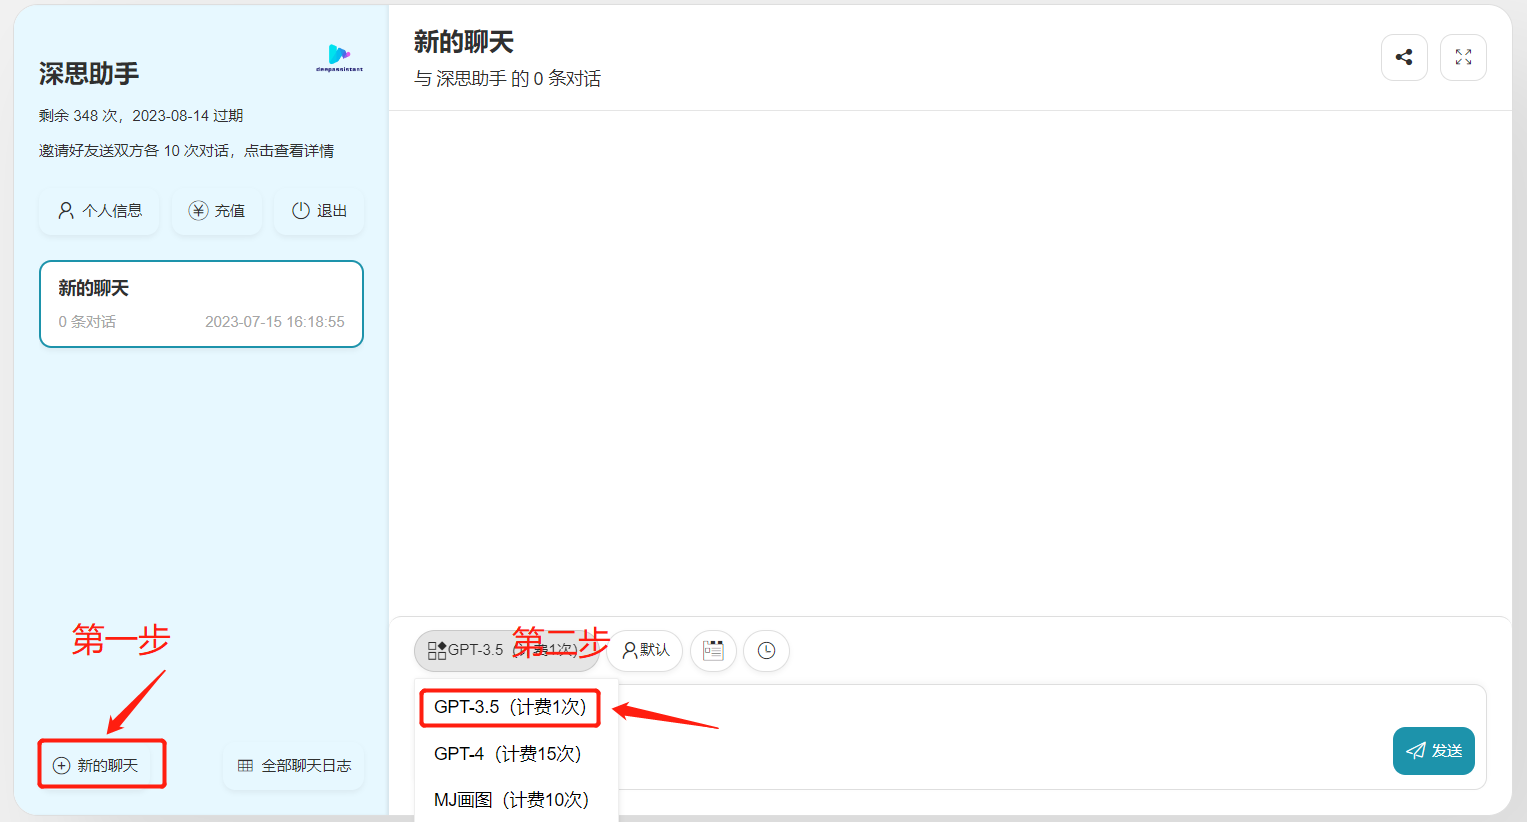 深思助手
deepassistant
剩余 348 次，2023-08-14 过期
邀请好友送双方各 10 次对话，点击查看详情
个人信息
充值
退出
新的聊天
0 条对话
2023-07-15 16:18:55
第一步
新的聊天
全部聊天日志
新的聊天
与 深思助手 的 0 条对话
GPT-3.5（计费1次）
第二步
默认
GPT-3.5（计费1次）
GPT-4（计费15次）
MJ画图（计费10次）
发送